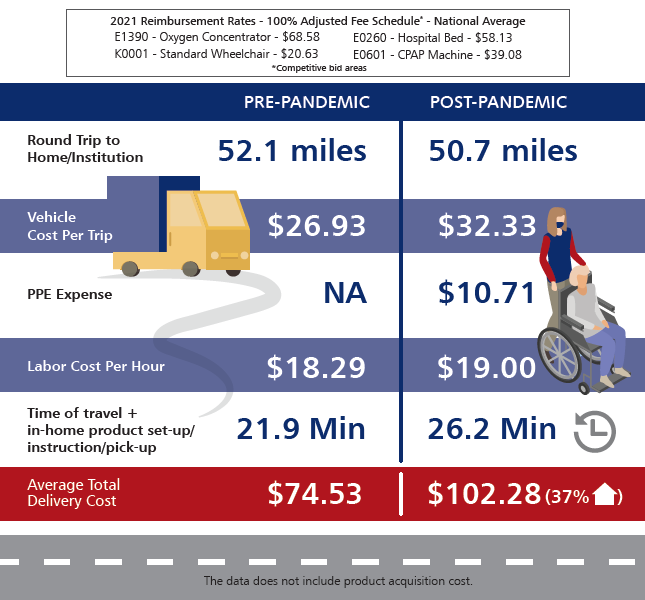 2021 Reimbursement Rates - 100% Adjusted Fee Schedule* - National Average
E1390 - Oxygen Concentrator - $68.58 E0260 - Hospital Bed - $58.13
K0001 - Standard Wheelchair - $20.63 E0601 - CPAP Machine - $39.08
*Competitive bid areas
PRE-PANDEMIC POST-PANDEMIC
Round Trip to
Home/Institution
52.1 miles 50.7 miles
Vehicle
Cost Per Trip
$26.93 $32.33
PPE Expense NA $10.71
Labor Cost Per Hour $18.29 $19.00
Time of travel +
in-home product set-up/
instruction/pick-up
21.9 Min 26.2 Min
Average Total
Delivery Cost
$74.53 $102.28 (37% )
The data does not include product acquisition cost.